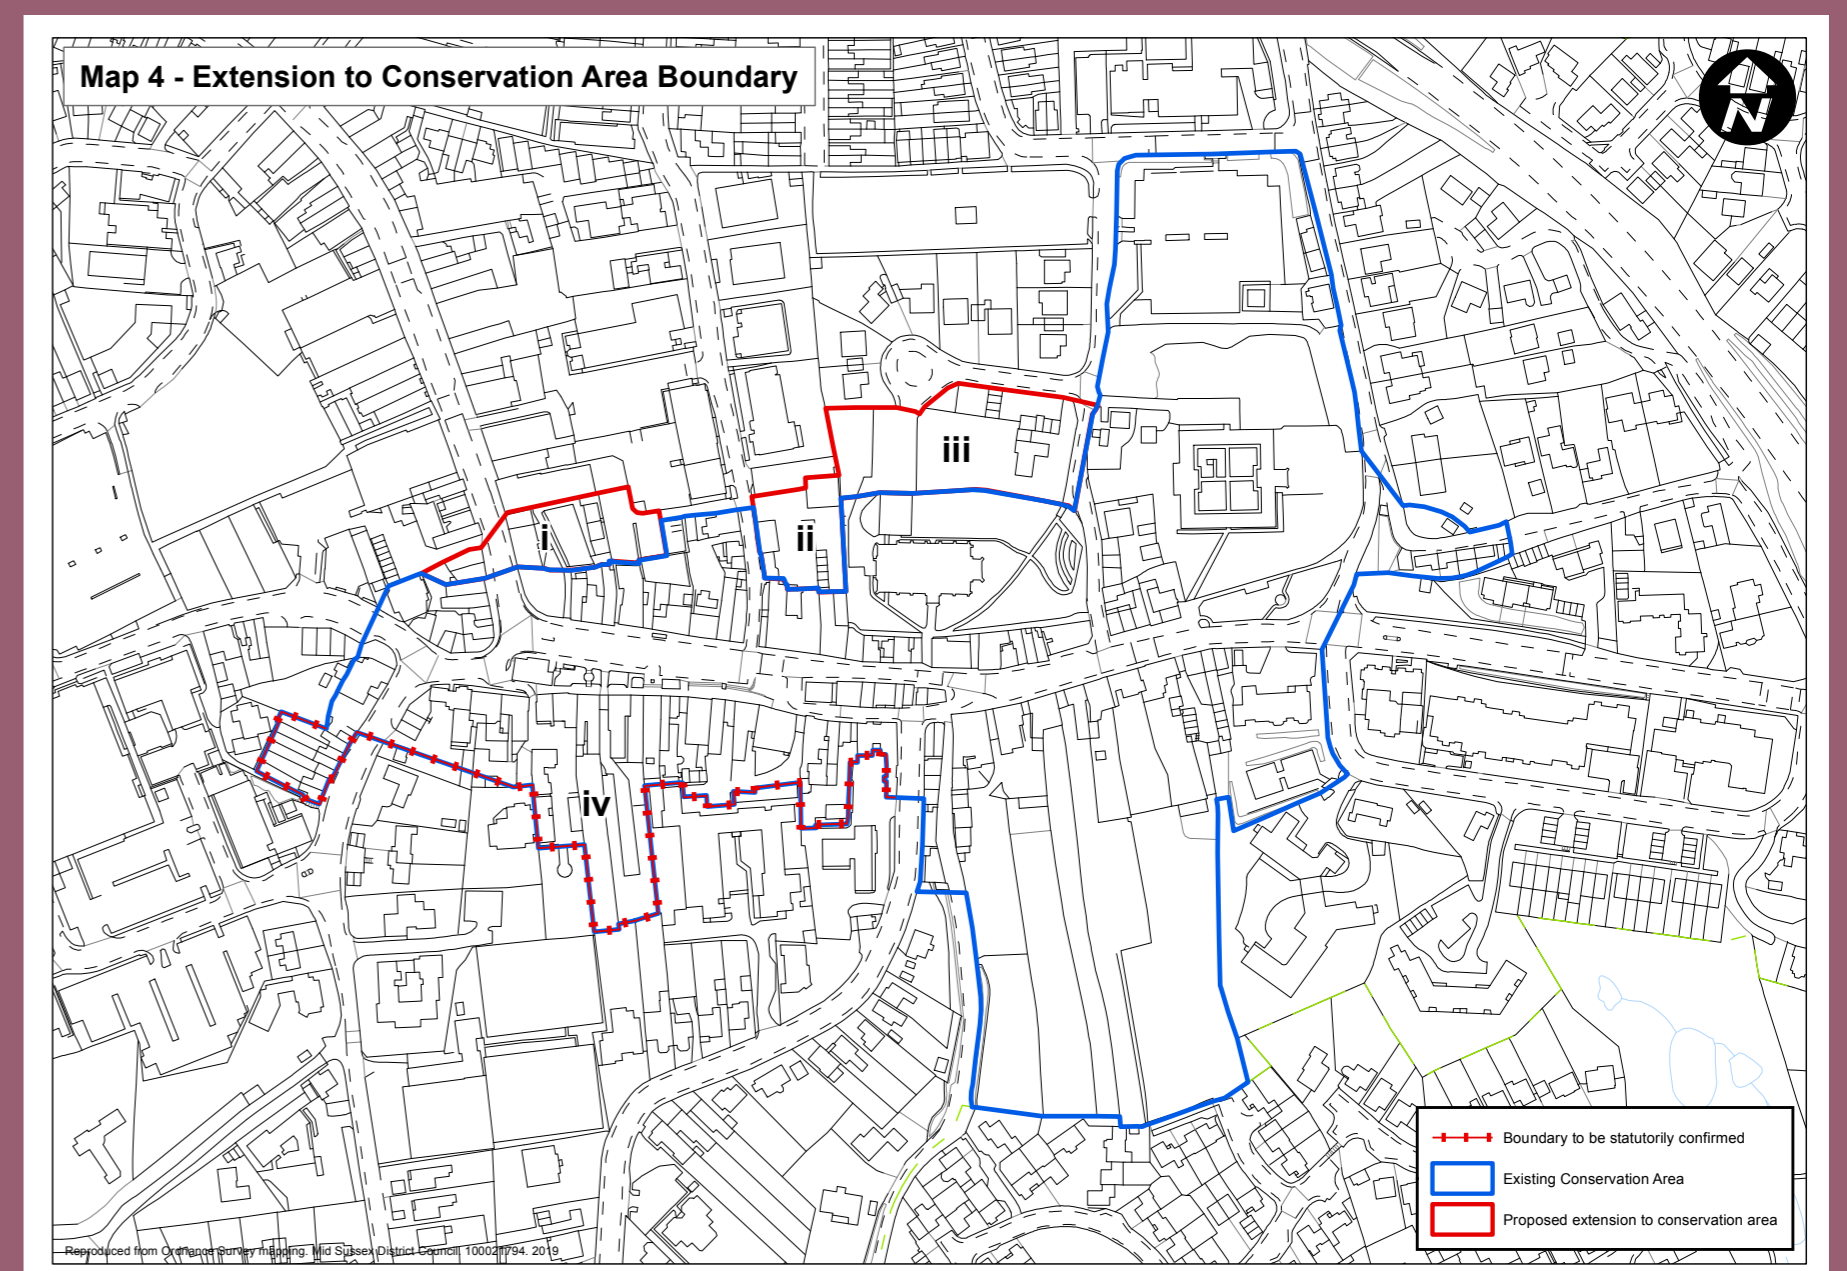 Map 4 - Extension to Conservation Area Boundary
N
iii
i
ii
iv
Boundary to be statutorily confirmed
Existing Conservation Area
Proposed extension to conservation area
Reproduced from Ordnance Survey mapping. Mid Sussex District Council. 100021794. 2019